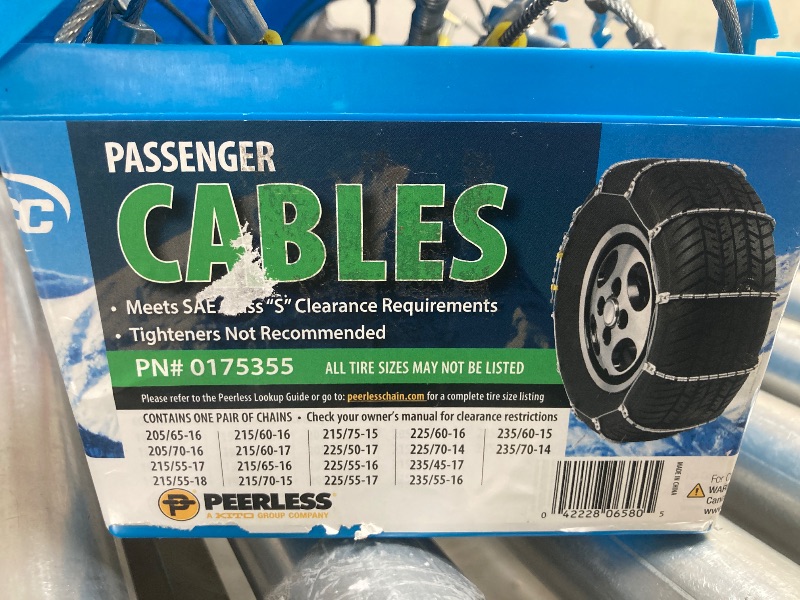 PASSENGER
CABLES
• Meets SAE "S" Clearance Requirements
• Tighteners Not Recommended
PN# 0175355 ALL TIRE SIZES MAY NOT BE LISTED
Please refer to the Peerless Lookup Guide or go to: peerlesschain.com for a complete tire size listing
CONTAINS ONE PAIR OF CHAINS • Check your owner's manual for clearance restrictions
205/65-16 215/60-16 215/75-15 225/60-16 235/60-15
205/70-16 215/60-17 225/50-17 225/70-14 235/70-14
215/55-17 215/65-16 225/55-16 235/45-17
215/55-18 215/70-15 225/55-17 235/55-16
PEERLESS
A KITO GROUP COMPANY
0 42228 06580 5
MADE IN CHINA
For